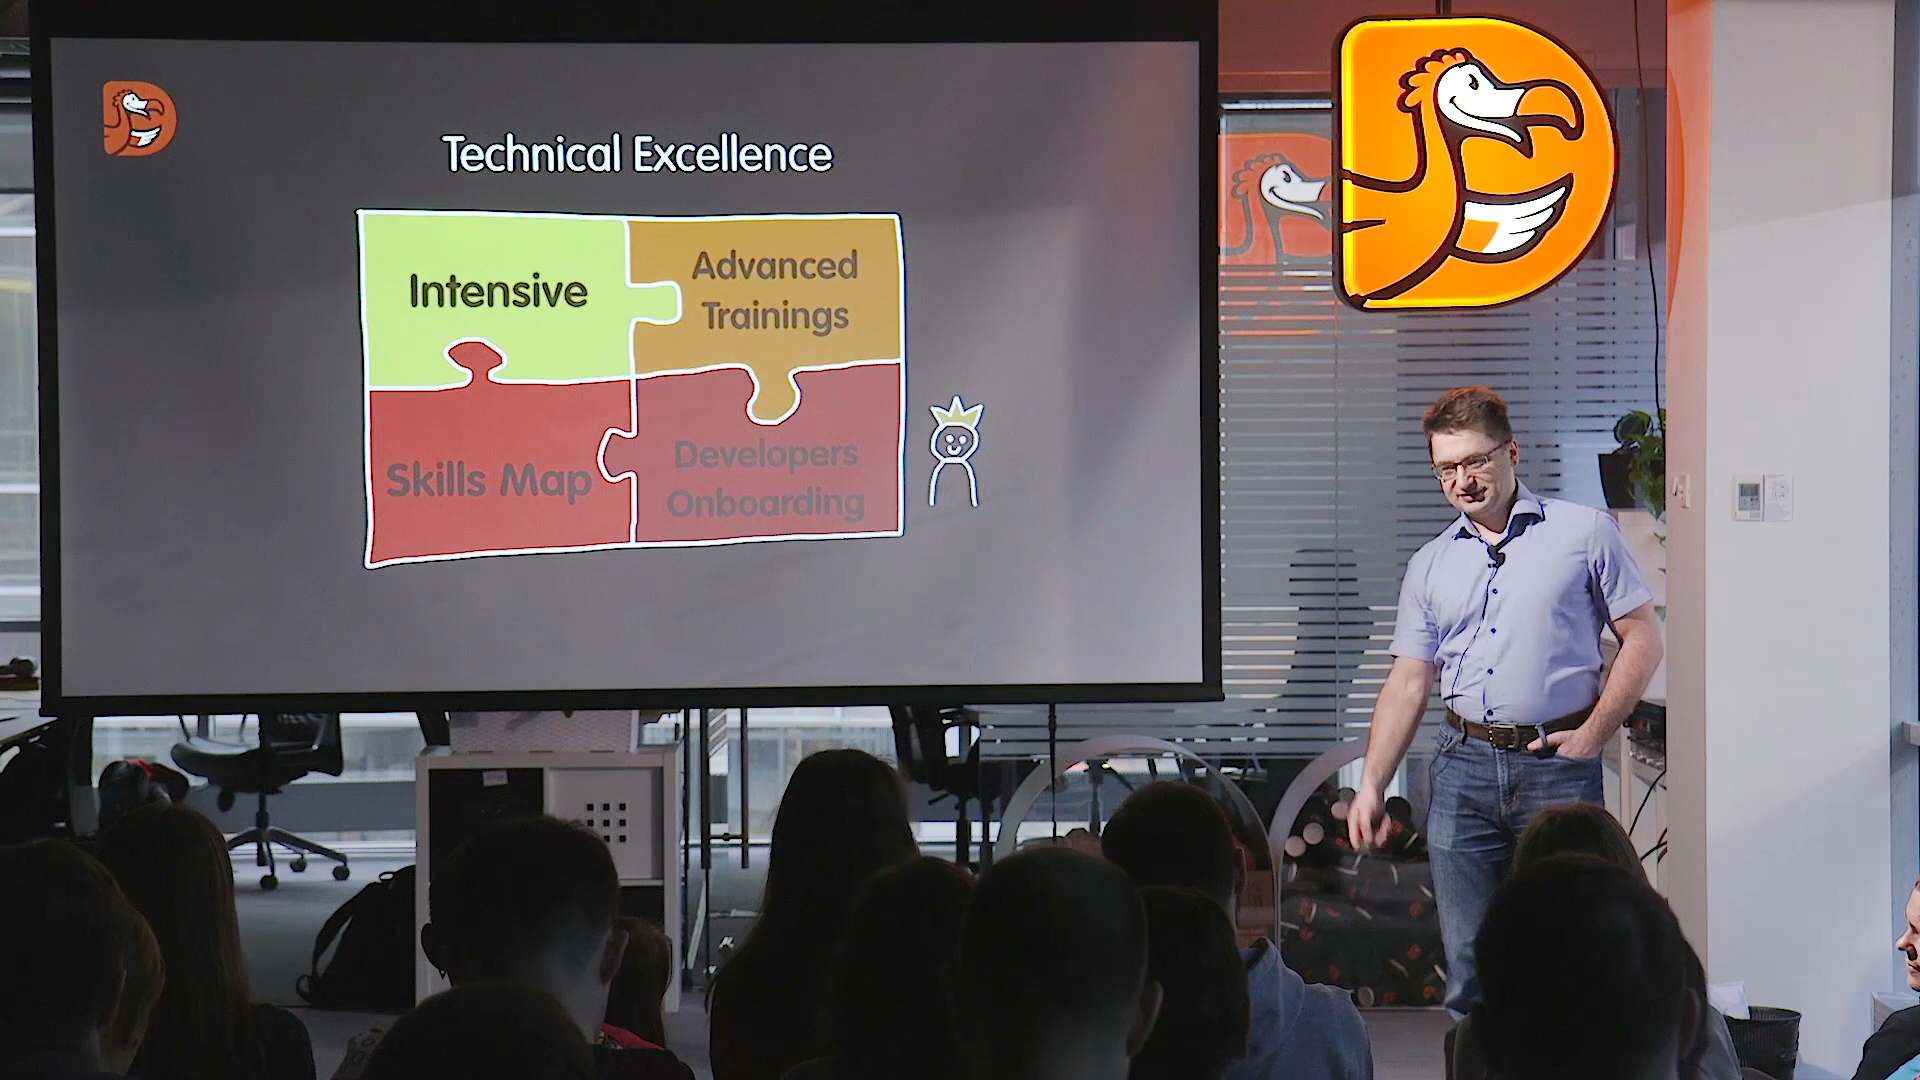 Technical Excellence
Intensive
Advanced
Trainings
Skills Map
Developers
Onboarding